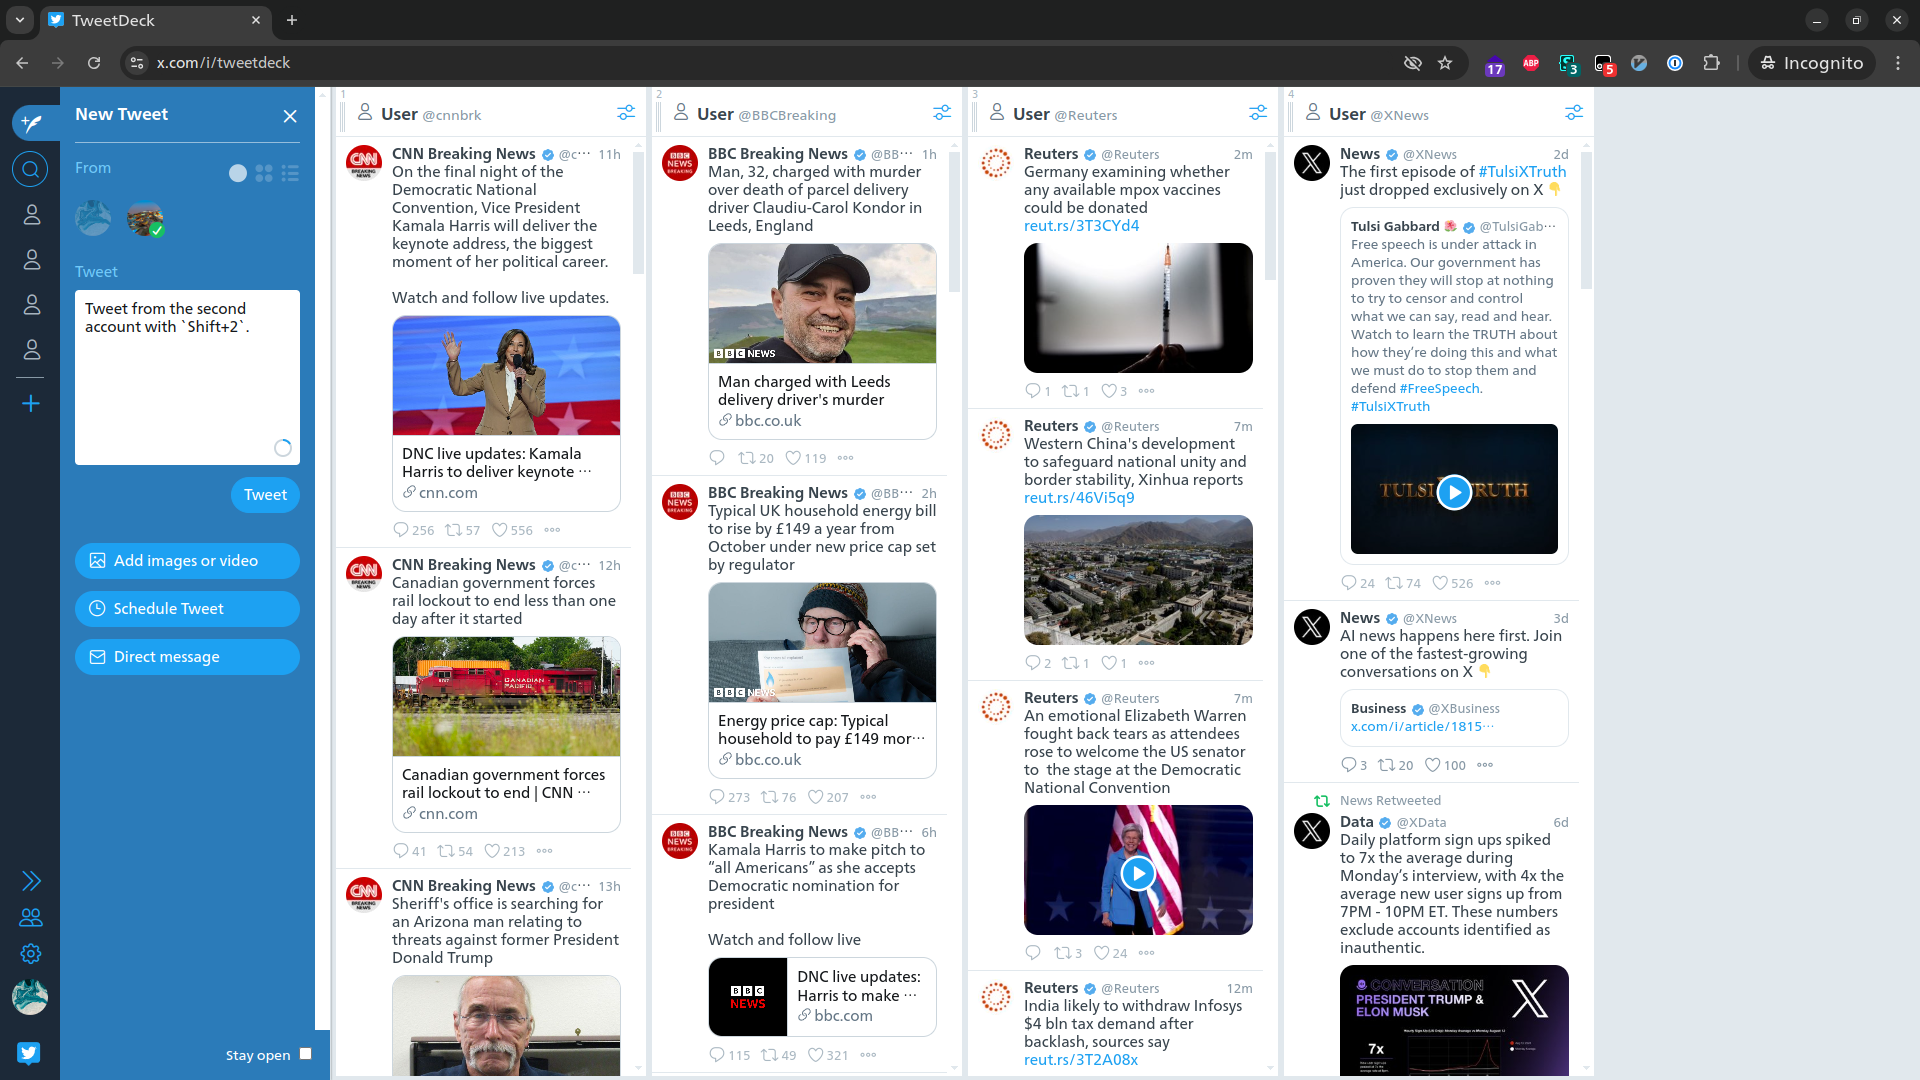 TweetDeck
x.com/i/tweetdeck
17
ABP
3
5
Incognito
New Tweet
From
Tweet
Tweet from the second
account with `Shift+2`.
Tweet
Add images or video
Schedule Tweet
Direct message
Stay open
1
User @cnnbrk
CNN Breaking News @c··· 11h
On the final night of the
Democratic National
Convention, Vice President
Kamala Harris will deliver the
keynote address, the biggest
moment of her political career.
Watch and follow live updates.
DNC live updates: Kamala
Harris to deliver keynote ···
cnn.com
256 57 556
CNN Breaking News @c··· 12h
Canadian government forces
rail lockout to end less than one
day after it started
CANADIAN
PACIFIC
Canadian government forces
rail lockout to end | CNN ···
cnn.com
41 54 213
CNN Breaking News @c··· 13h
Sheriff's office is searching for
an Arizona man relating to
threats against former President
Donald Trump
2
User @BBCBreaking
BBC Breaking News @BB··· 1h
Man, 32, charged with murder
over death of parcel delivery
driver Claudiu-Carol Kondor in
Leeds, England
BBC NEWS
Man charged with Leeds
delivery driver's murder
bbc.co.uk
20 119
BBC Breaking News @BB··· 2h
Typical UK household energy bill
to rise by £149 a year from
October under new price cap set
by regulator
BBC NEWS
Energy price cap: Typical
household to pay £149 mor···
bbc.co.uk
273 76 207
BBC Breaking News @BB··· 6h
Kamala Harris to make pitch to
“all Americans” as she accepts
Democratic nomination for
president
Watch and follow live
BBC
NEWS
DNC live updates:
Harris to make ···
bbc.com
115 49 321
3
User @Reuters
Reuters @Reuters 2m
Germany examining whether
any available mpox vaccines
could be donated
reut.rs/3T3CYd4
1 1 3
Reuters @Reuters 7m
Western China's development
to safeguard national unity and
border stability, Xinhua reports
reut.rs/46Vi5q9
2 1 1
Reuters @Reuters 7m
An emotional Elizabeth Warren
fought back tears as attendees
rose to welcome the US senator
to the stage at the Democratic
National Convention
3 24
Reuters @Reuters 12m
India likely to withdraw Infosys
$4 bln tax demand after
backlash, sources say
reut.rs/3T2A08x
4
User @XNews
News @XNews 2d
The first episode of #TulsiXTruth
just dropped exclusively on X 👇
Tulsi Gabbard 🌺 @TulsiGab···
Free speech is under attack in
America. Our government has
proven they will stop at nothing
to try to censor and control
what we can say, read and hear.
Watch to learn the TRUTH about
how they’re doing this and what
we must do to stop them and
defend #FreeSpeech.
#TulsiXTruth
24 74 526
News @XNews 3d
AI news happens here first. Join
one of the fastest-growing
conversations on X 👇
Business @XBusiness
x.com/i/article/1815···
3 20 100
News Retweeted
Data @XData 6d
Daily platform sign ups spiked
to 7x the average during
Monday’s interview, with 4x the
average new user signs up from
7PM - 10PM ET. These numbers
exclude accounts identified as
inauthentic.
CONVERSATION
PRESIDENT TRUMP &
ELON MUSK
7x